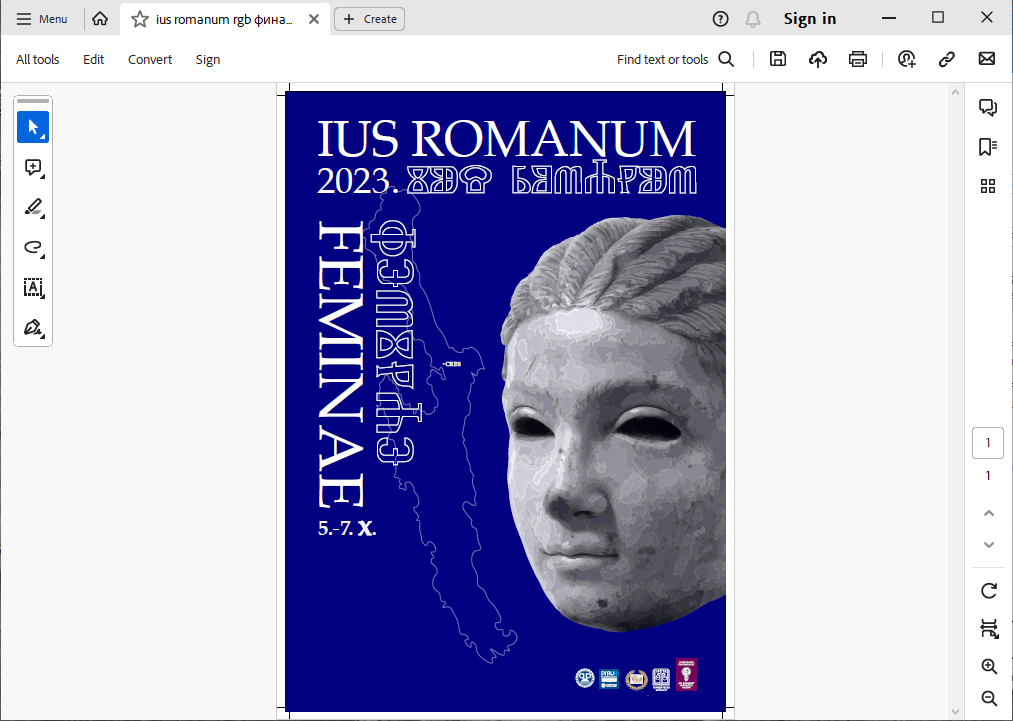 Menu
ius romanum rgb фина...
Create
Sign in
All tools
Edit
Convert
Sign
Find text or tools
IUS ROMANUM
2023.
FEMINAE
CRES
5.-7. X.
1
1